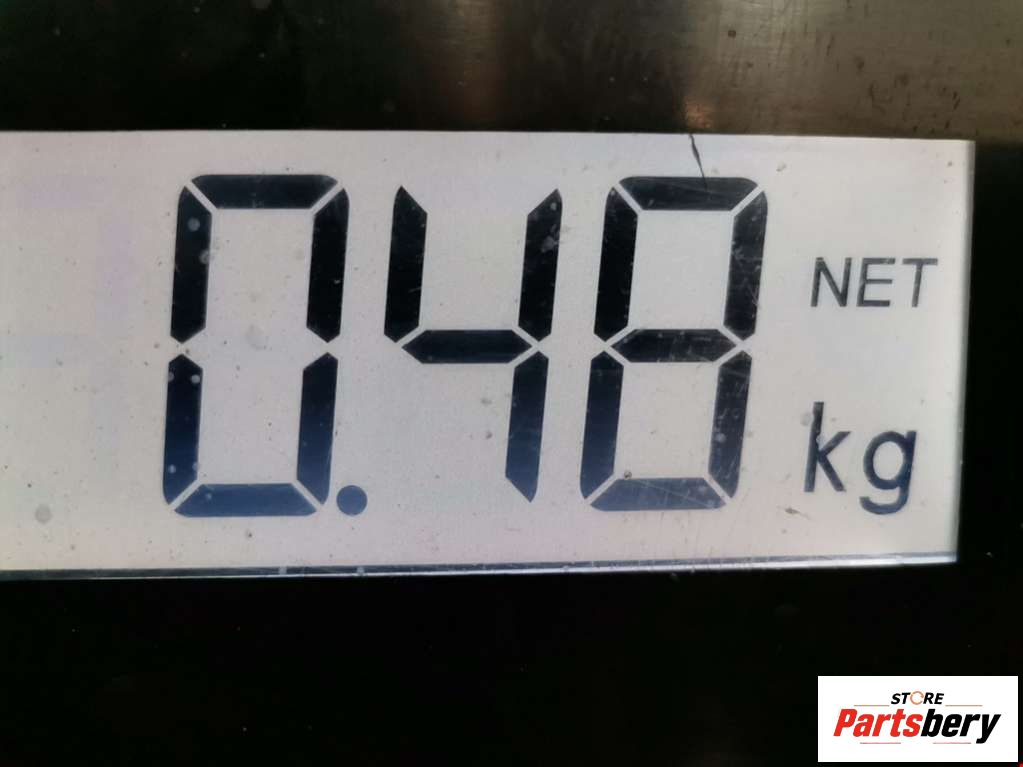 0.48
NET
kg
STORE
Partsbery